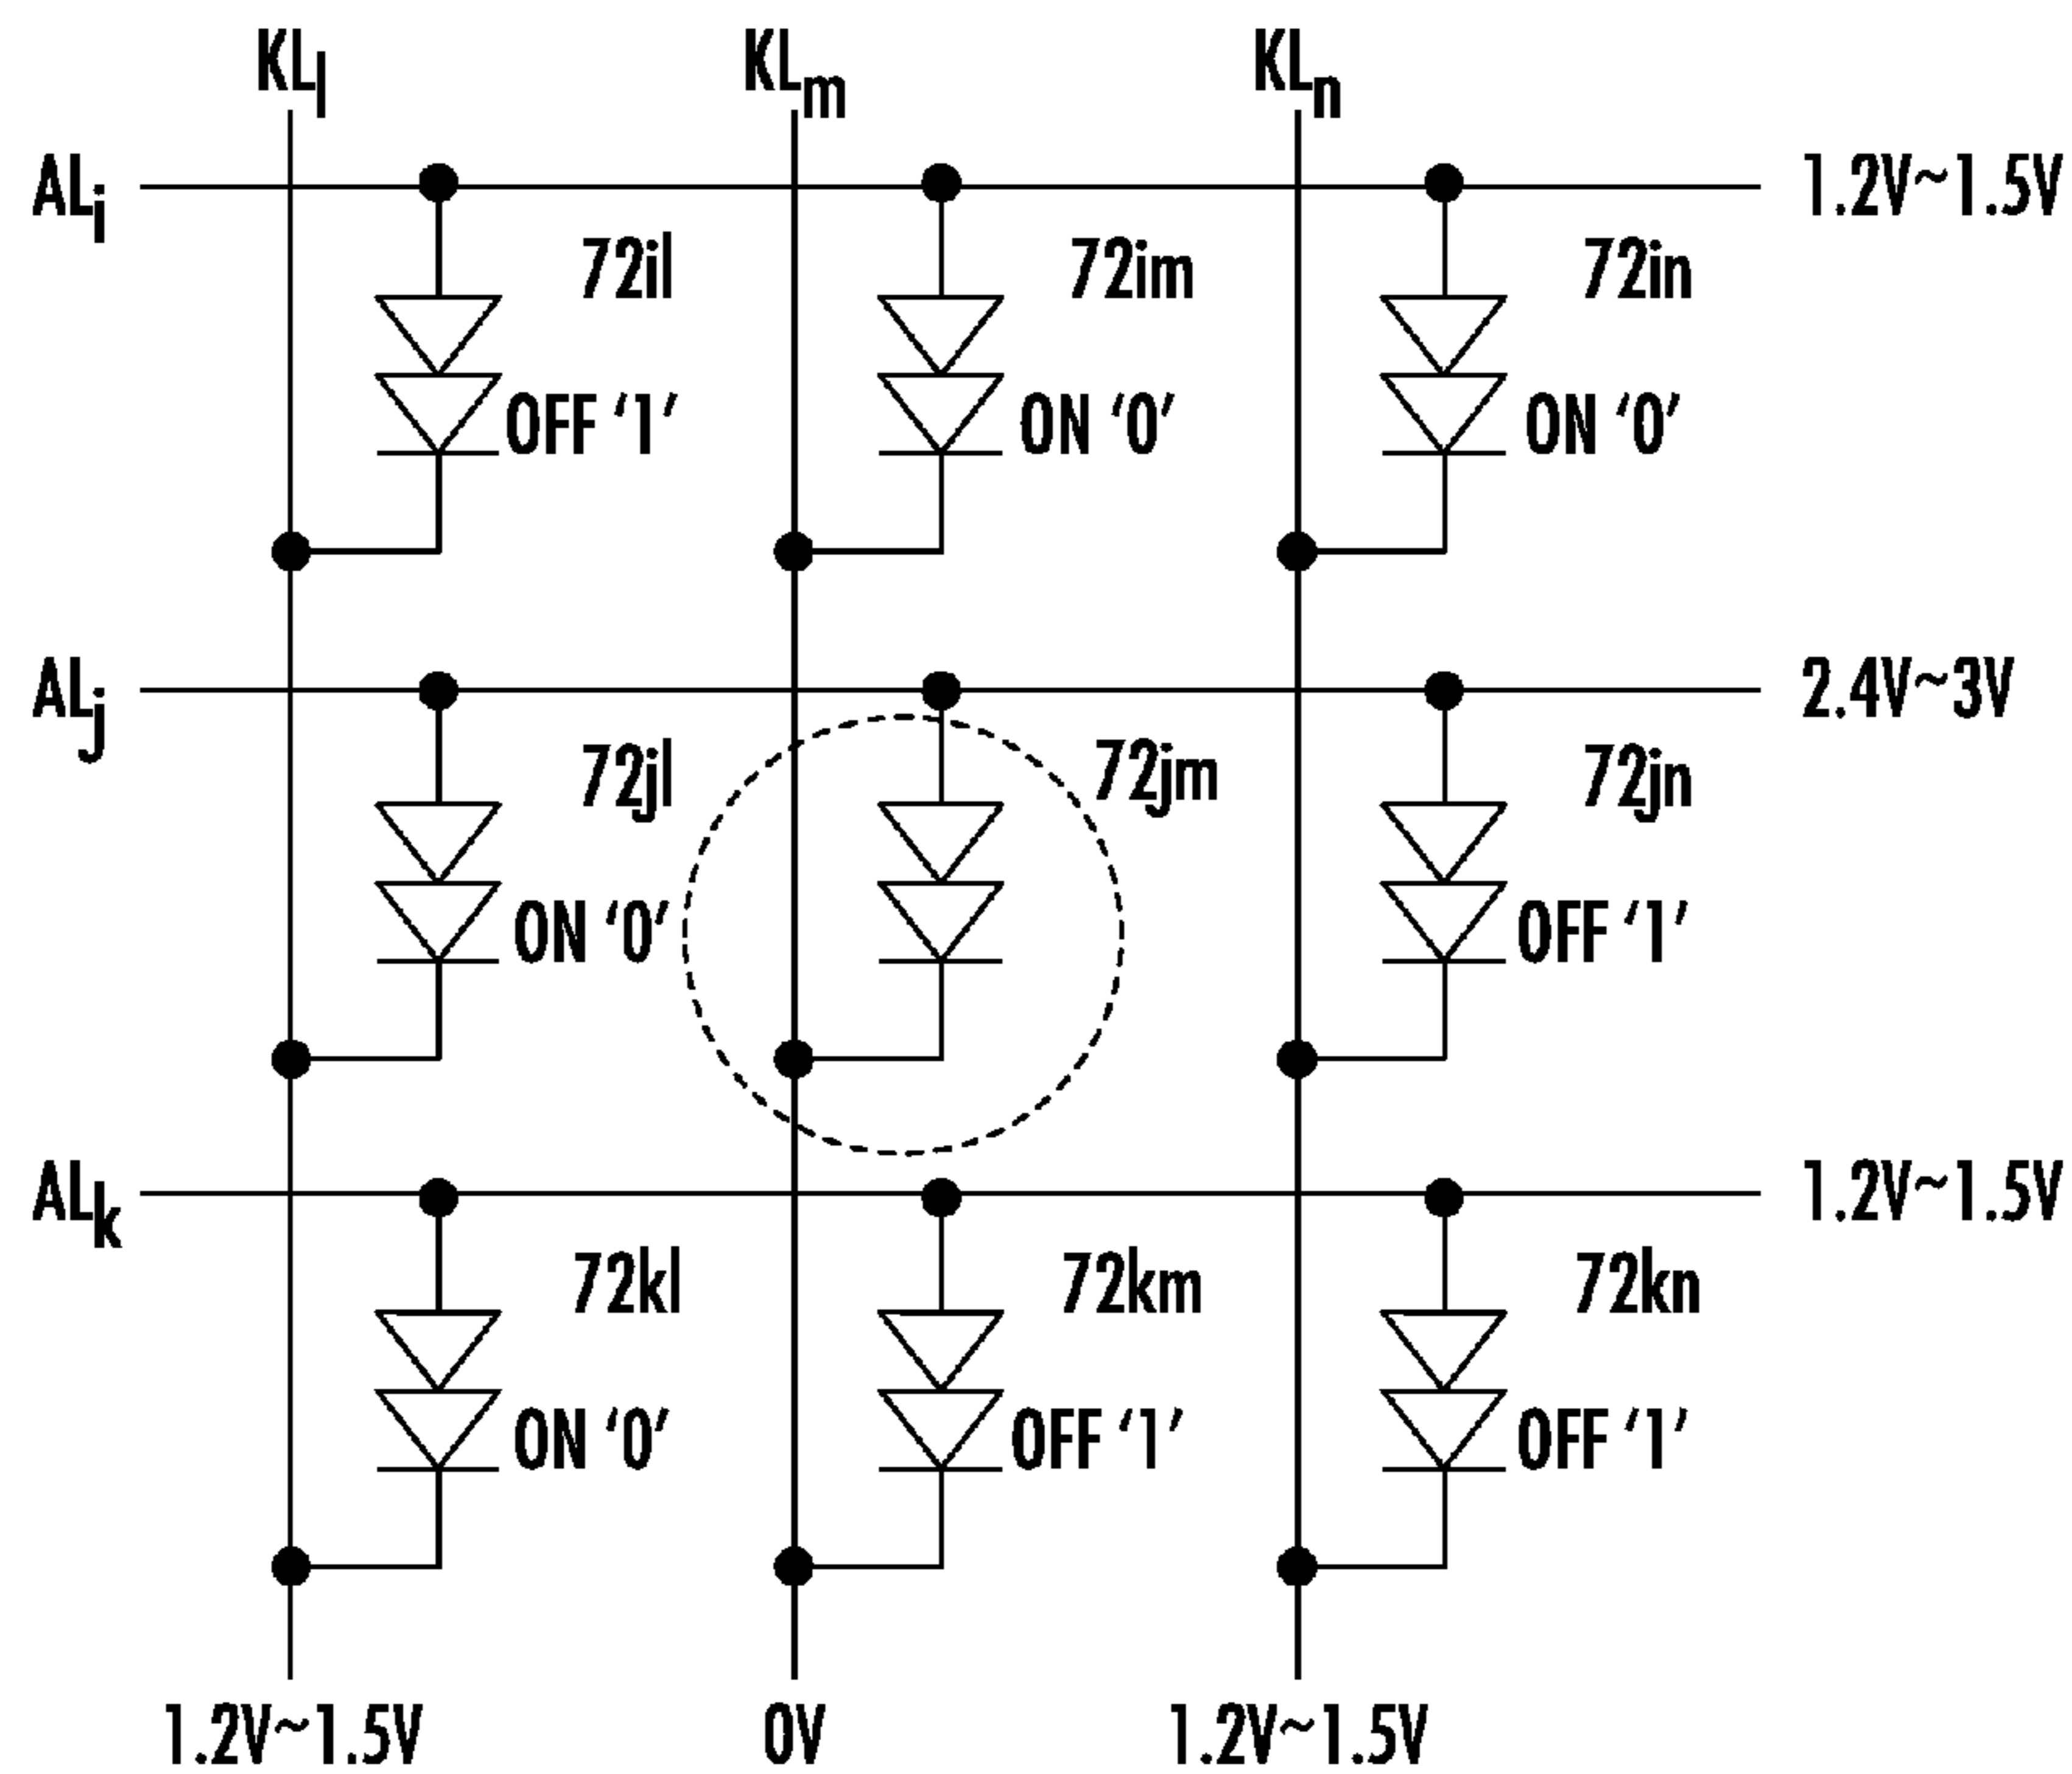 KLl KLm KLn
ALi 1.2V~1.5V
72il 72im 72in
OFF ‘1’ ON ‘0’ ON ‘0’
ALj 2.4V~3V
72jl 72jm 72jn
ON ‘0’ OFF ‘1’
ALk 1.2V~1.5V
72kl 72km 72kn
ON ‘0’ OFF ‘1’ OFF ‘1’
1.2V~1.5V 0V 1.2V~1.5V